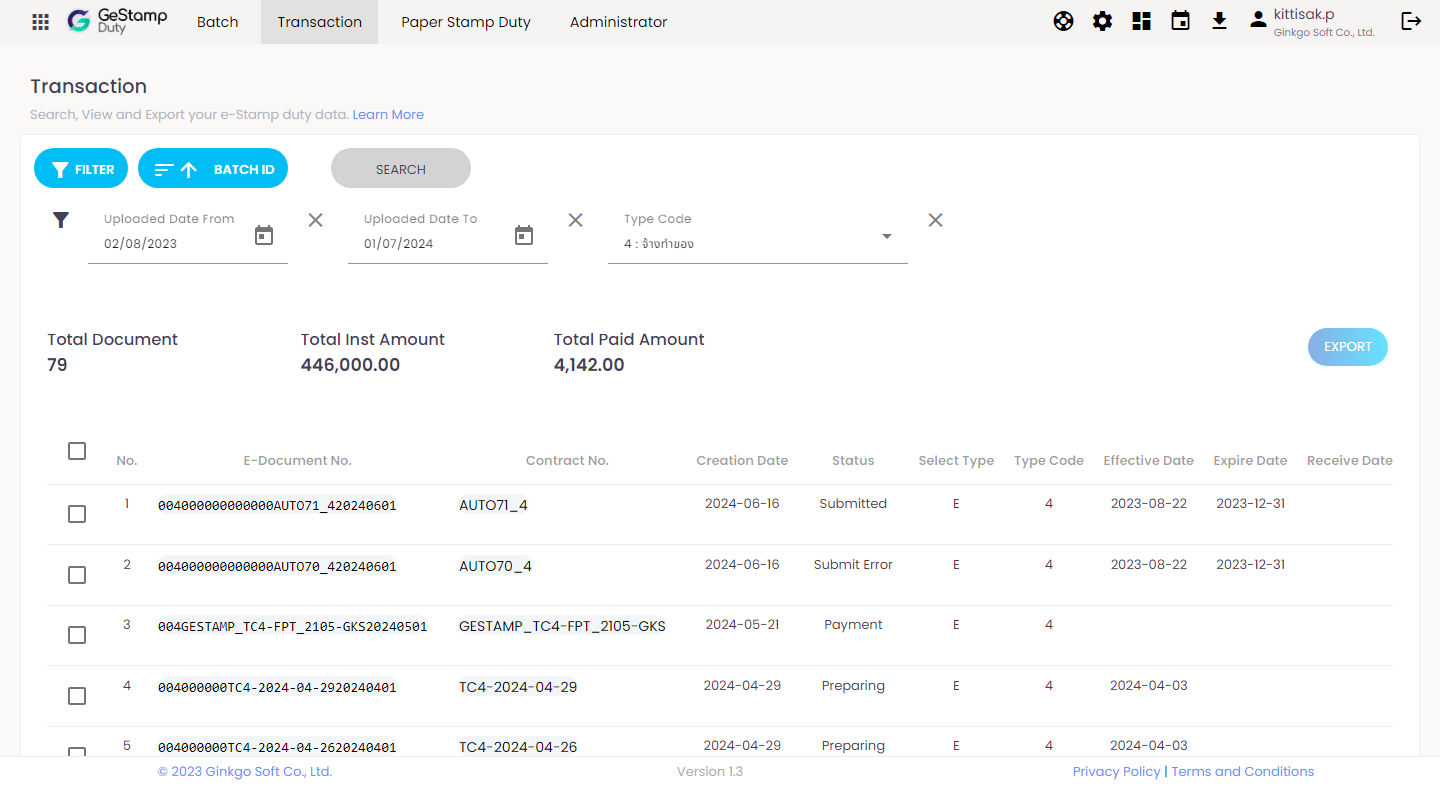 GeStamp Duty Batch Transaction Paper Stamp Duty Administrator kittisak.p
Ginkgo Soft Co., Ltd.
Transaction
Search, View and Export your e-Stamp duty data. Learn More
FILTER BATCH ID SEARCH
Uploaded Date From Uploaded Date To Type Code
02/08/2023 01/07/2024 4 : จ้างทำของ
Total Document Total Inst Amount Total Paid Amount
79 446,000.00 4,142.00
EXPORT
No. E-Document No. Contract No. Creation Date Status Select Type Type Code Effective Date Expire Date Receive Date
1 004000000000000AUTO71_420240601 AUTO71_4 2024-06-16 Submitted E 4 2023-08-22 2023-12-31
2 004000000000000AUTO70_420240601 AUTO70_4 2024-06-16 Submit Error E 4 2023-08-22 2023-12-31
3 004GESTAMP_TC4-FPT_2105-GKS20240501 GESTAMP_TC4-FPT_2105-GKS 2024-05-21 Payment E 4
4 004000000TC4-2024-04-2920240401 TC4-2024-04-29 2024-04-29 Preparing E 4 2024-04-03
5 004000000TC4-2024-04-2620240401 TC4-2024-04-26 2024-04-29 Preparing E 4 2024-04-03
© 2023 Ginkgo Soft Co., Ltd. Version 1.3 Privacy Policy | Terms and Conditions